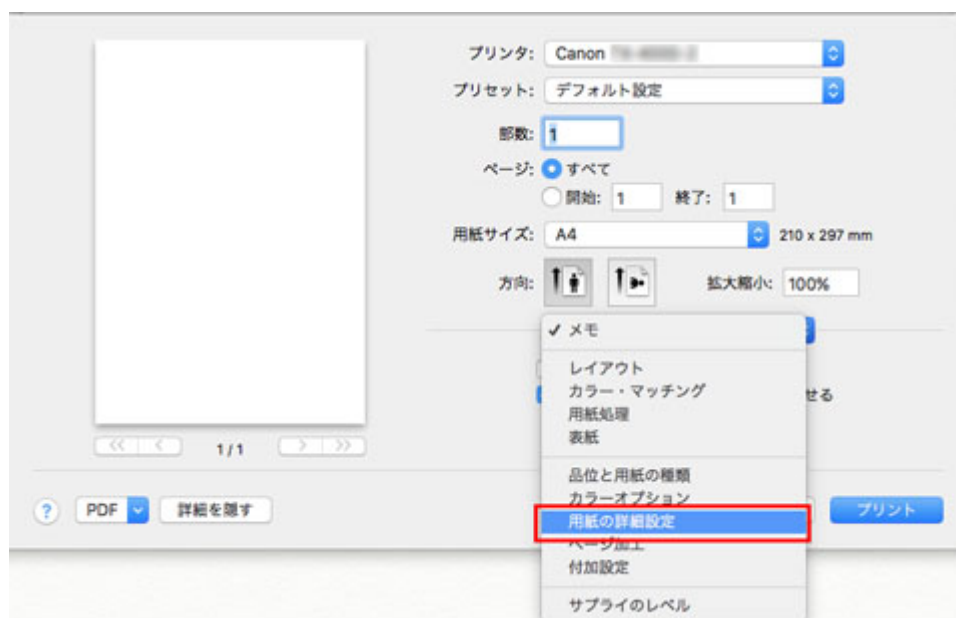 プリンタ: Canon
プリセット: デフォルト設定
部数: 1
ページ: すべて
開始: 1 終了: 1
用紙サイズ: A4 210 x 297 mm
方向: 拡大縮小: 100%
✓ メモ
レイアウト
カラー・マッチング
せる
用紙処理
表紙
1 / 1
品位と用紙の種類
カラーオプション
? PDF 詳細を隠す
用紙の詳細設定
プリント
ページ加工
付加設定
サプライのレベル